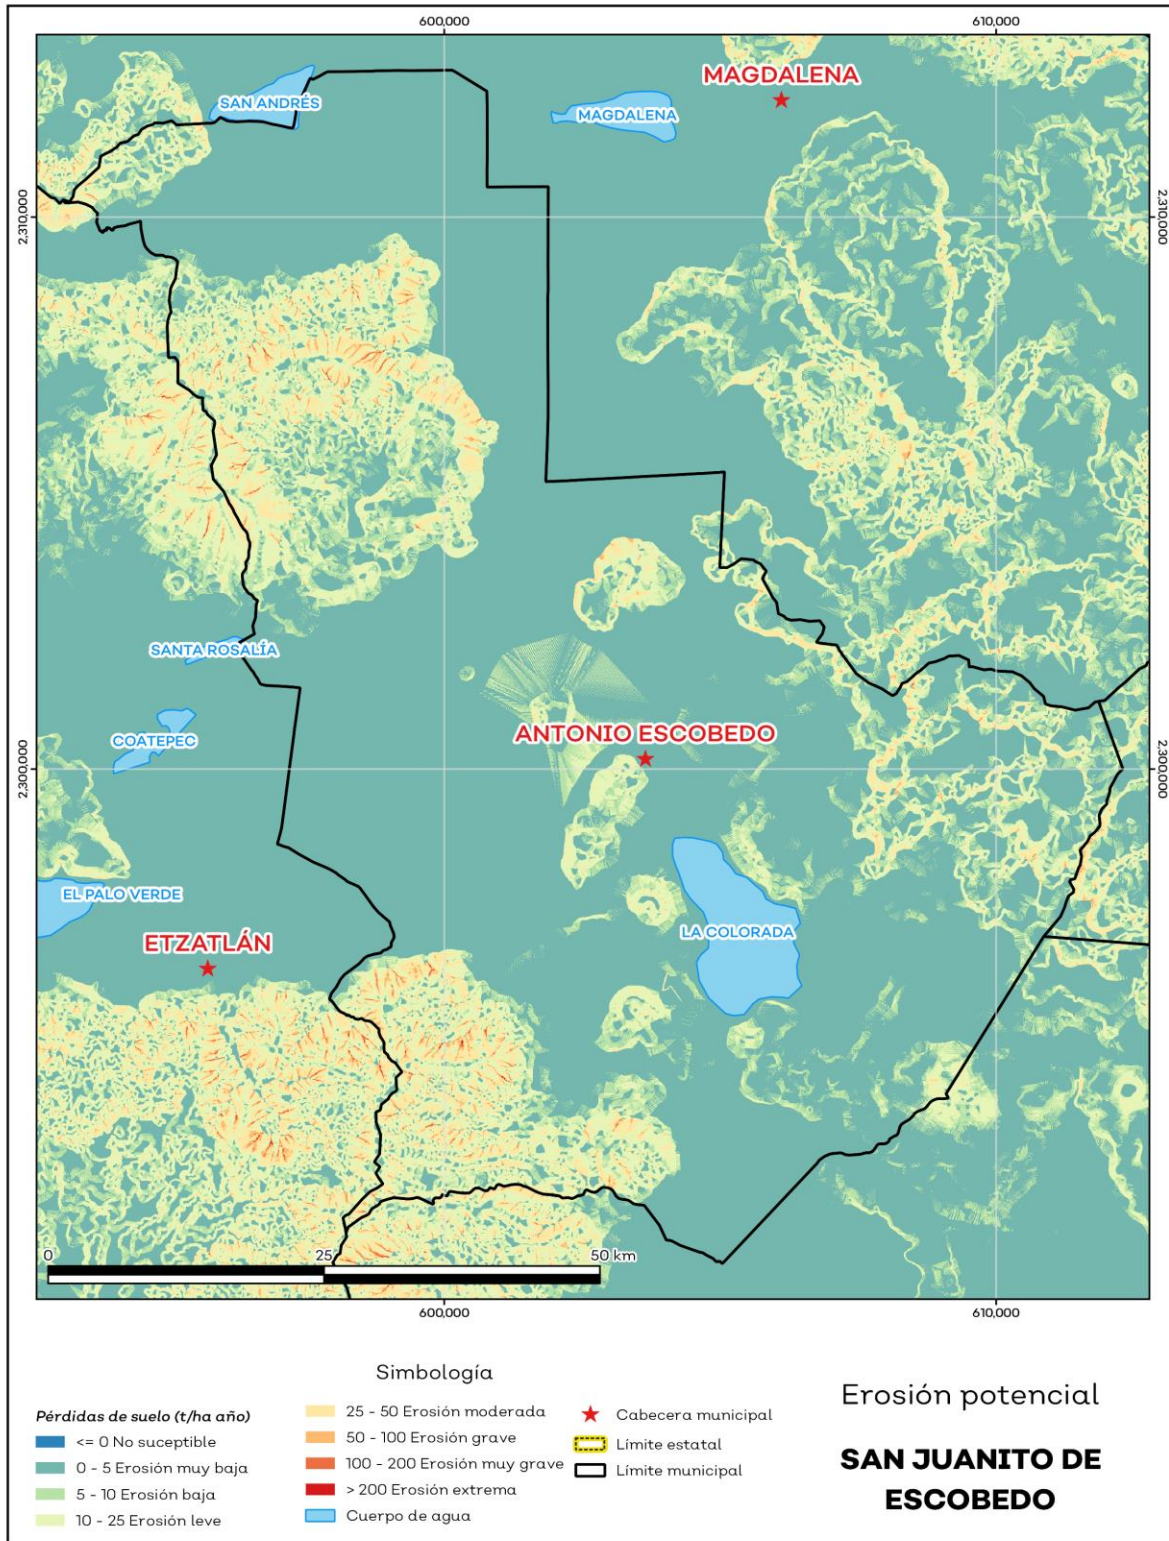 600,000
610,000
MAGDALENA
SAN ANDRÉS
MAGDALENA
2,310,000
2,310,000
SANTA ROSALÍA
COATEPEC
ANTONIO ESCOBEDO
2,300,000
2,300,000
EL PALO VERDE
ETZATLÁN
LA COLORADA
0
25
50 km
600,000
610,000
Simbología
Pérdidas de suelo (t/ha año)
<= 0 No suceptible
0 - 5 Erosión muy baja
5 - 10 Erosión baja
10 - 25 Erosión leve
25 - 50 Erosión moderada
50 - 100 Erosión grave
100 - 200 Erosión muy grave
> 200 Erosión extrema
Cuerpo de agua
Cabecera municipal
Límite estatal
Límite municipal
Erosión potencial
SAN JUANITO DE
ESCOBEDO